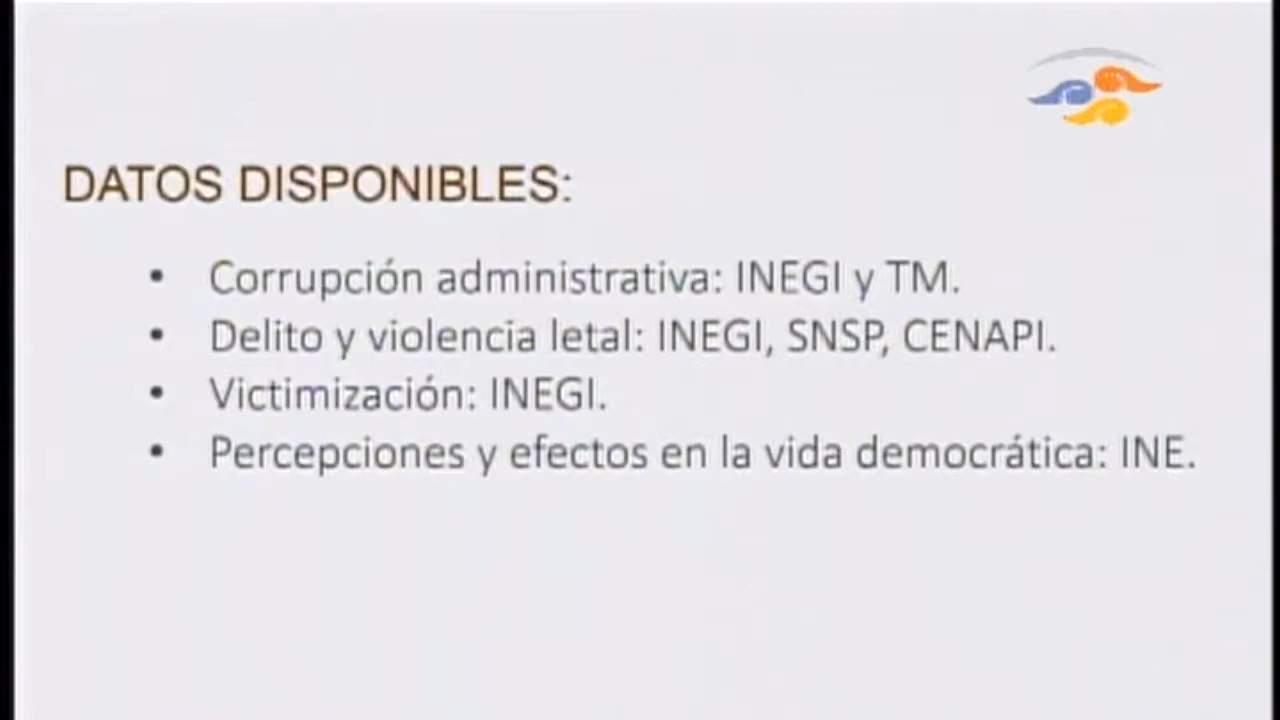 DATOS DISPONIBLES:
• Corrupción administrativa: INEGI y TM.
• Delito y violencia letal: INEGI, SNSP, CENAPI.
• Victimización: INEGI.
• Percepciones y efectos en la vida democrática: INE.